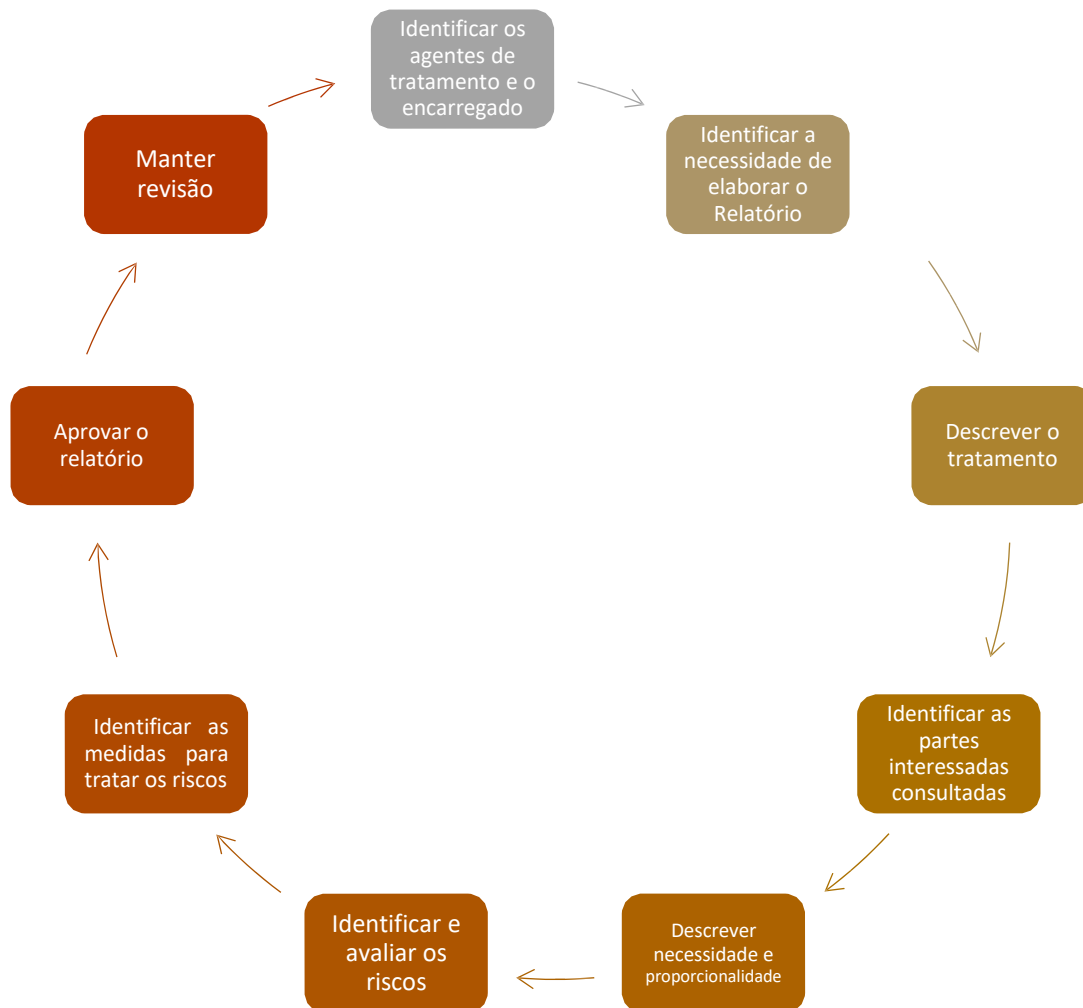 Identificar os
agentes de
tratamento e o
encarregado
Identificar a
necessidade de
elaborar o
Relatório
Descrever o
tratamento
Identificar as
partes
interessadas
consultadas
Descrever
necessidade e
proporcionalidade
Identificar e
avaliar os
riscos
Identificar as
medidas para
tratar os riscos
Aprovar o
relatório
Manter
revisão